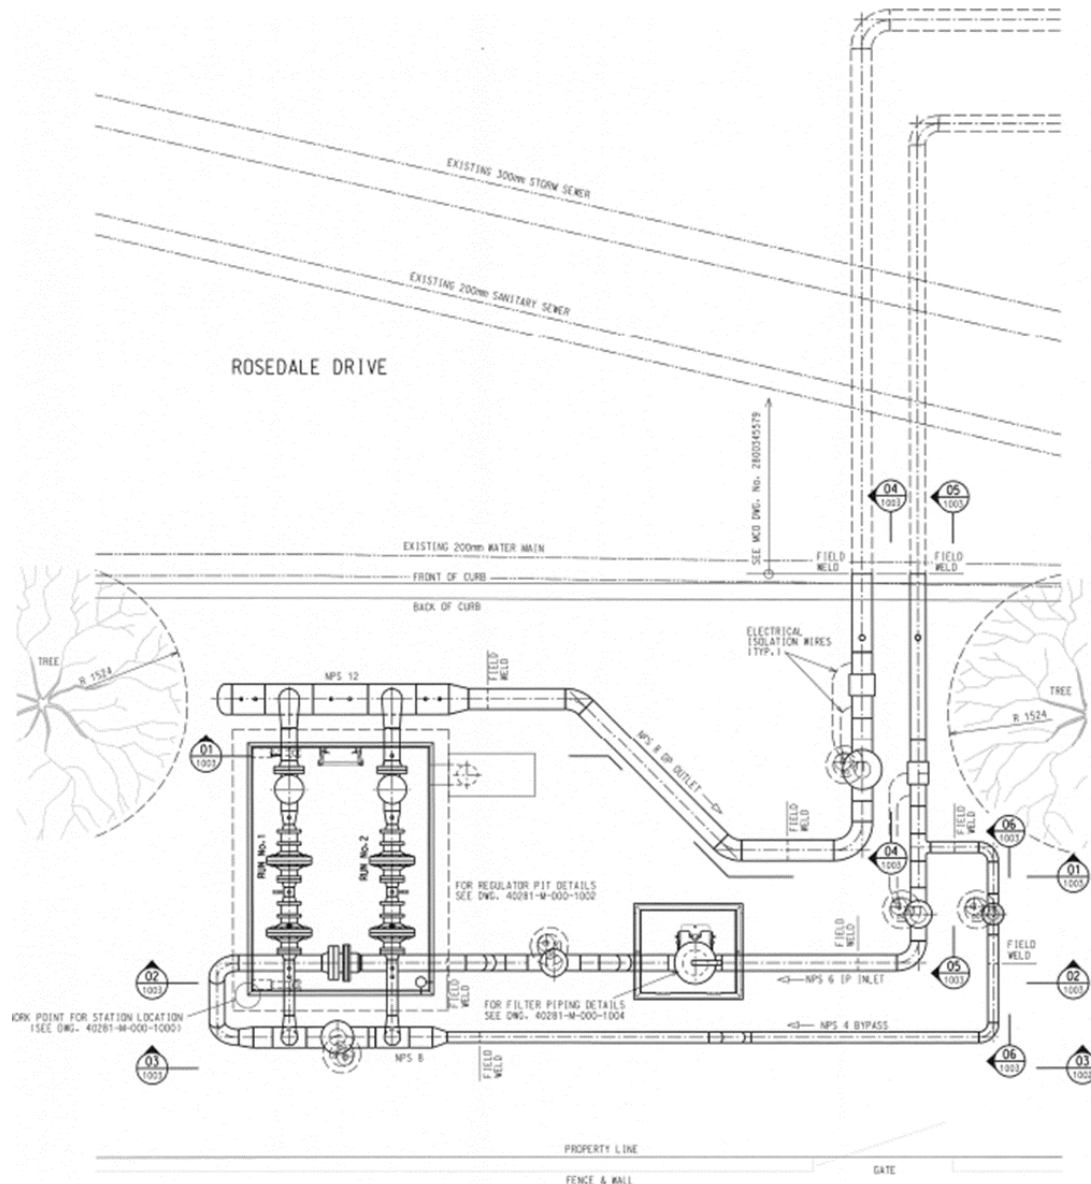 EXISTING 300mm STORM SEWER
EXISTING 200mm SANITARY SEWER
ROSEDALE DRIVE
SEE MCD DWG. No. 2800345579
04
1003
05
1003
EXISTING 200mm WATER MAIN
FIELD
WELD
FIELD
WELD
FRONT OF CURB
BACK OF CURB
ELECTRICAL
ISOLATION WIRES
(TYP.)
TREE
R 1524
TREE
R 1524
NPS 12
FIELD
WELD
01
1003
NPS 8 DP OUTLET
FIELD
WELD
FIELD
WELD
06
1003
RUN No.1
RUN No.2
04
1003
01
1003
FOR REGULATOR PIT DETAILS
SEE DWG. 40281-M-000-1002
FIELD
WELD
FIELD
WELD
02
1003
NPS 6 IP INLET
05
1003
02
1003
FIELD
WELD
FOR FILTER PIPING DETAILS
SEE DWG. 40281-M-000-1004
ORK POINT FOR STATION LOCATION
(SEE DWG. 40281-M-000-1000)
NPS 4 BYPASS
03
1003
NPS 8
FIELD
WELD
06
1003
03
PROPERTY LINE
FENCE & WALL
GATE